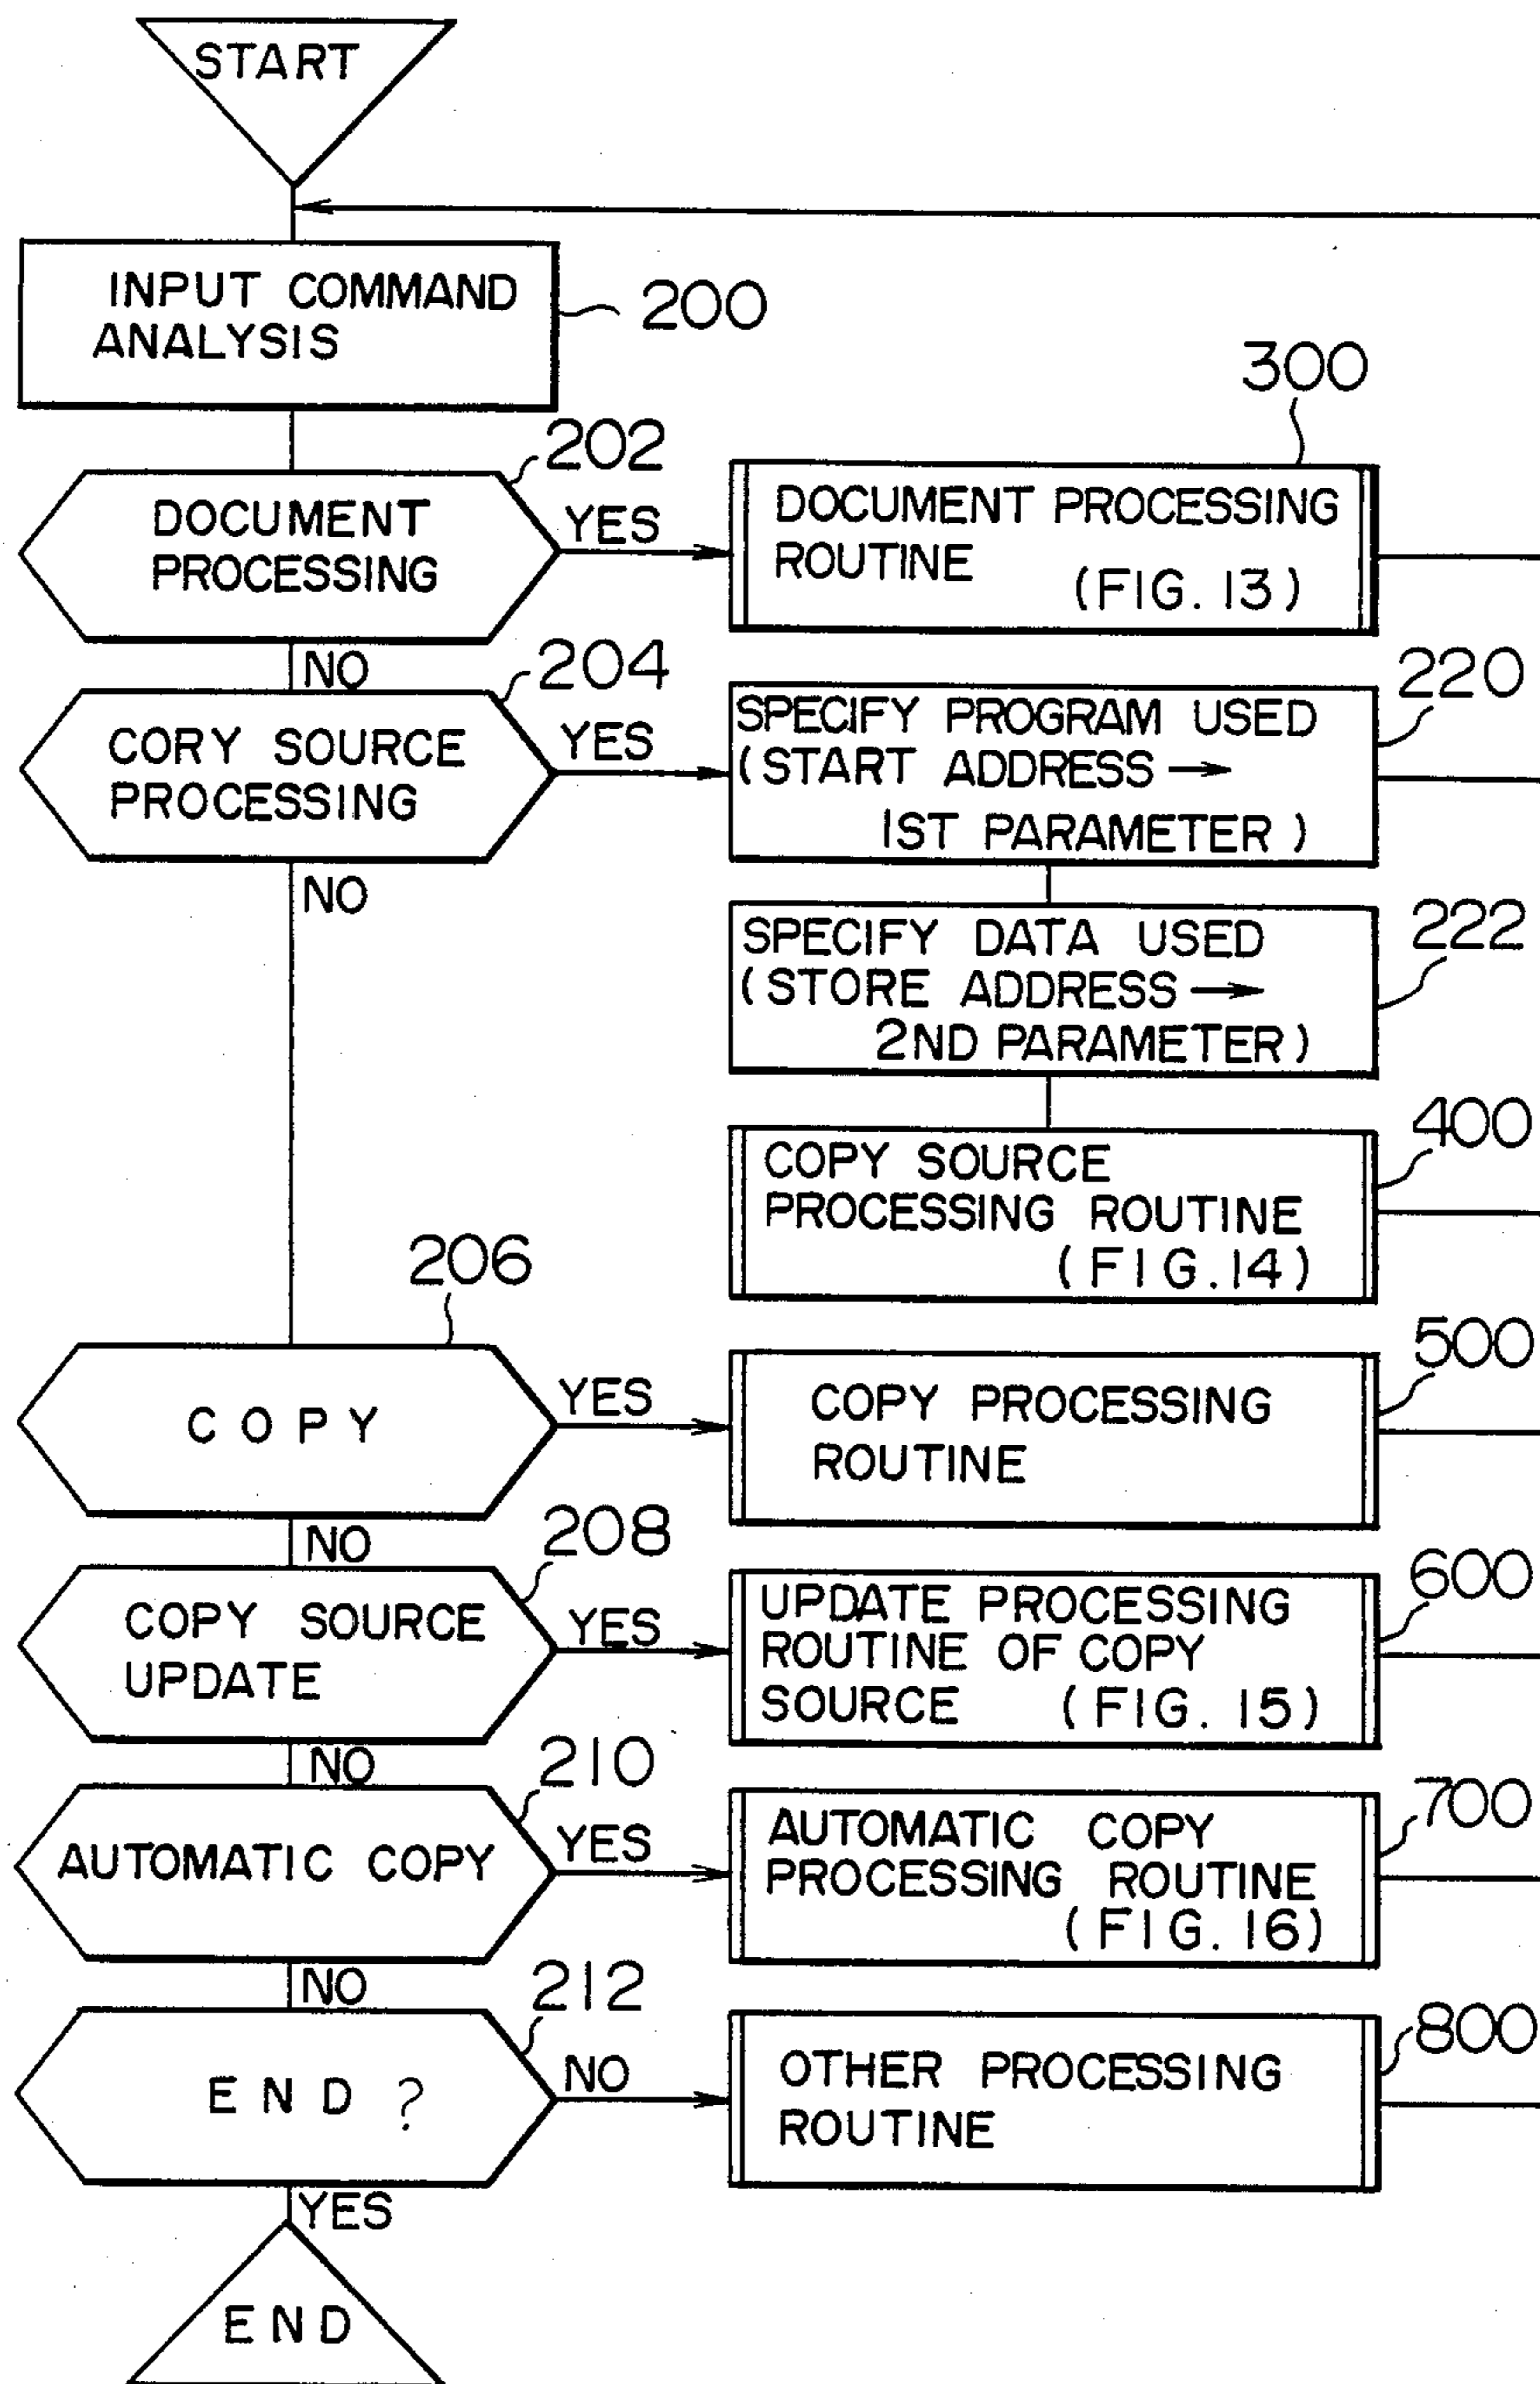 START
INPUT COMMAND
ANALYSIS
200
300
202
DOCUMENT
PROCESSING
YES
DOCUMENT PROCESSING
ROUTINE
(FIG. 13)
NO
204
220
CORY SOURCE
PROCESSING
YES
SPECIFY PROGRAM USED
(START ADDRESS →
1ST PARAMETER)
NO
222
SPECIFY DATA USED
(STORE ADDRESS →
2ND PARAMETER)
400
COPY SOURCE
PROCESSING ROUTINE
(FIG. 14)
206
500
COPY
YES
COPY PROCESSING
ROUTINE
NO
208
600
COPY SOURCE
UPDATE
YES
UPDATE PROCESSING
ROUTINE OF COPY
SOURCE (FIG. 15)
NO
210
700
AUTOMATIC COPY
YES
AUTOMATIC COPY
PROCESSING ROUTINE
(FIG. 16)
NO
212
800
END ?
NO
OTHER PROCESSING
ROUTINE
YES
END